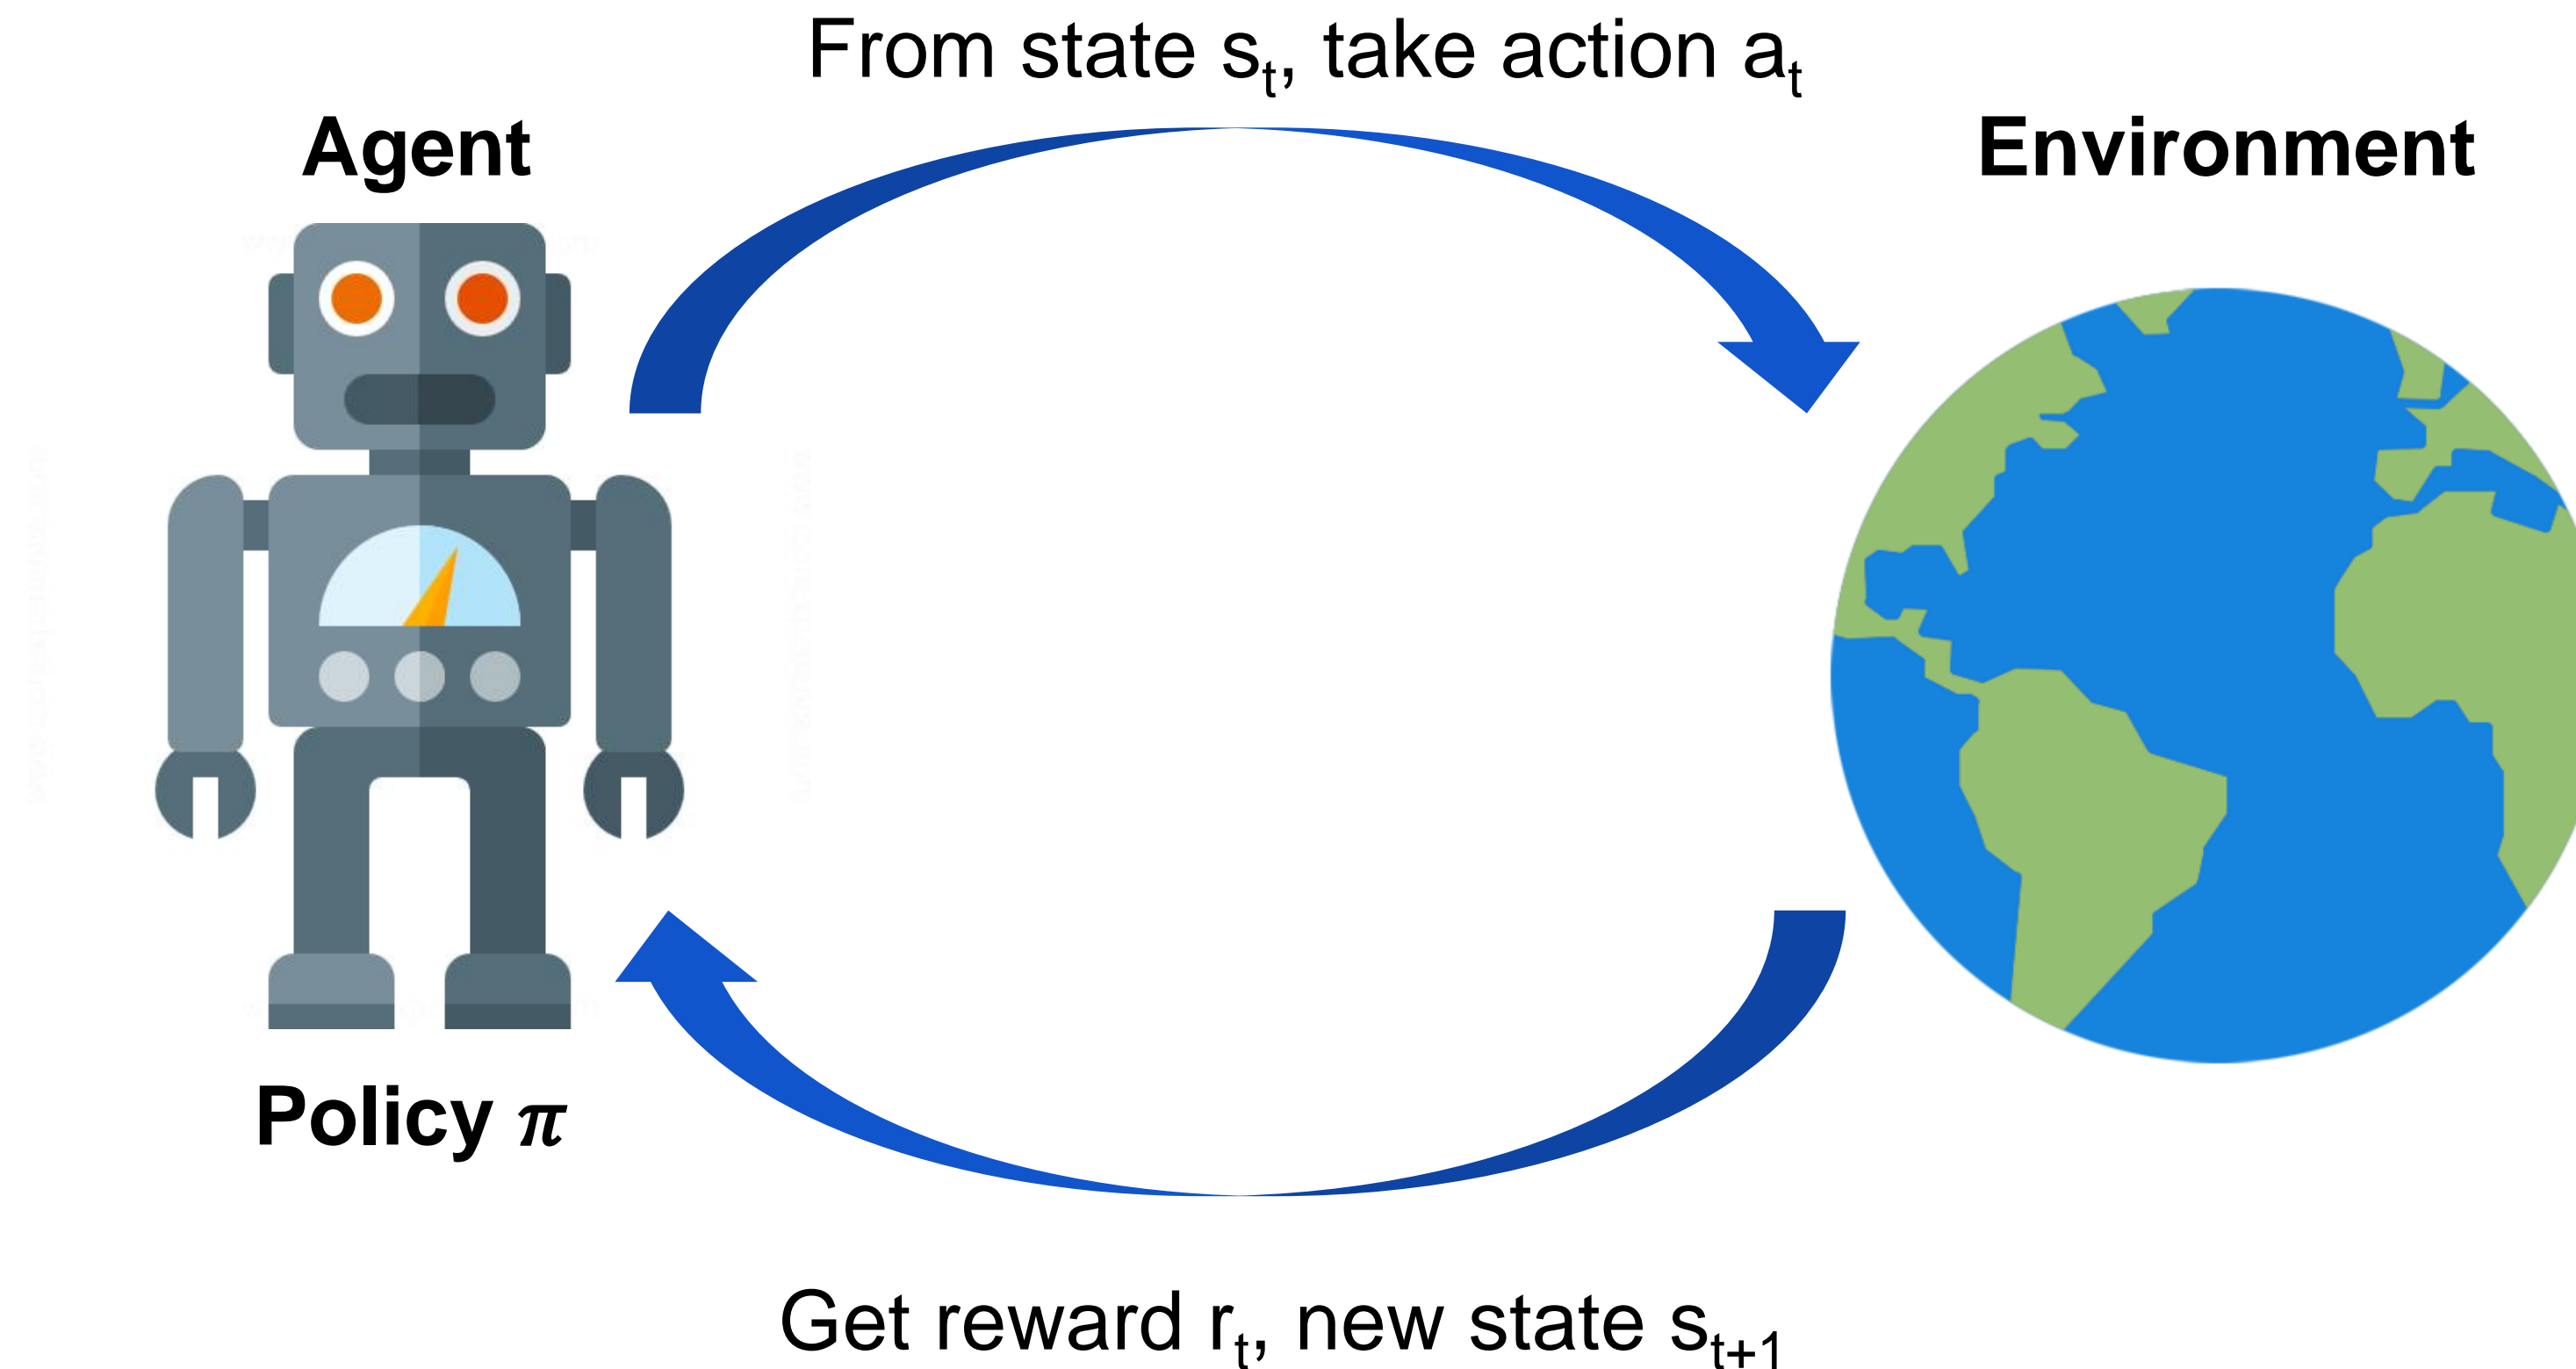 From state sₜ, take action aₜ
Agent
Environment
Policy π
Get reward rₜ, new state sₜ₊₁